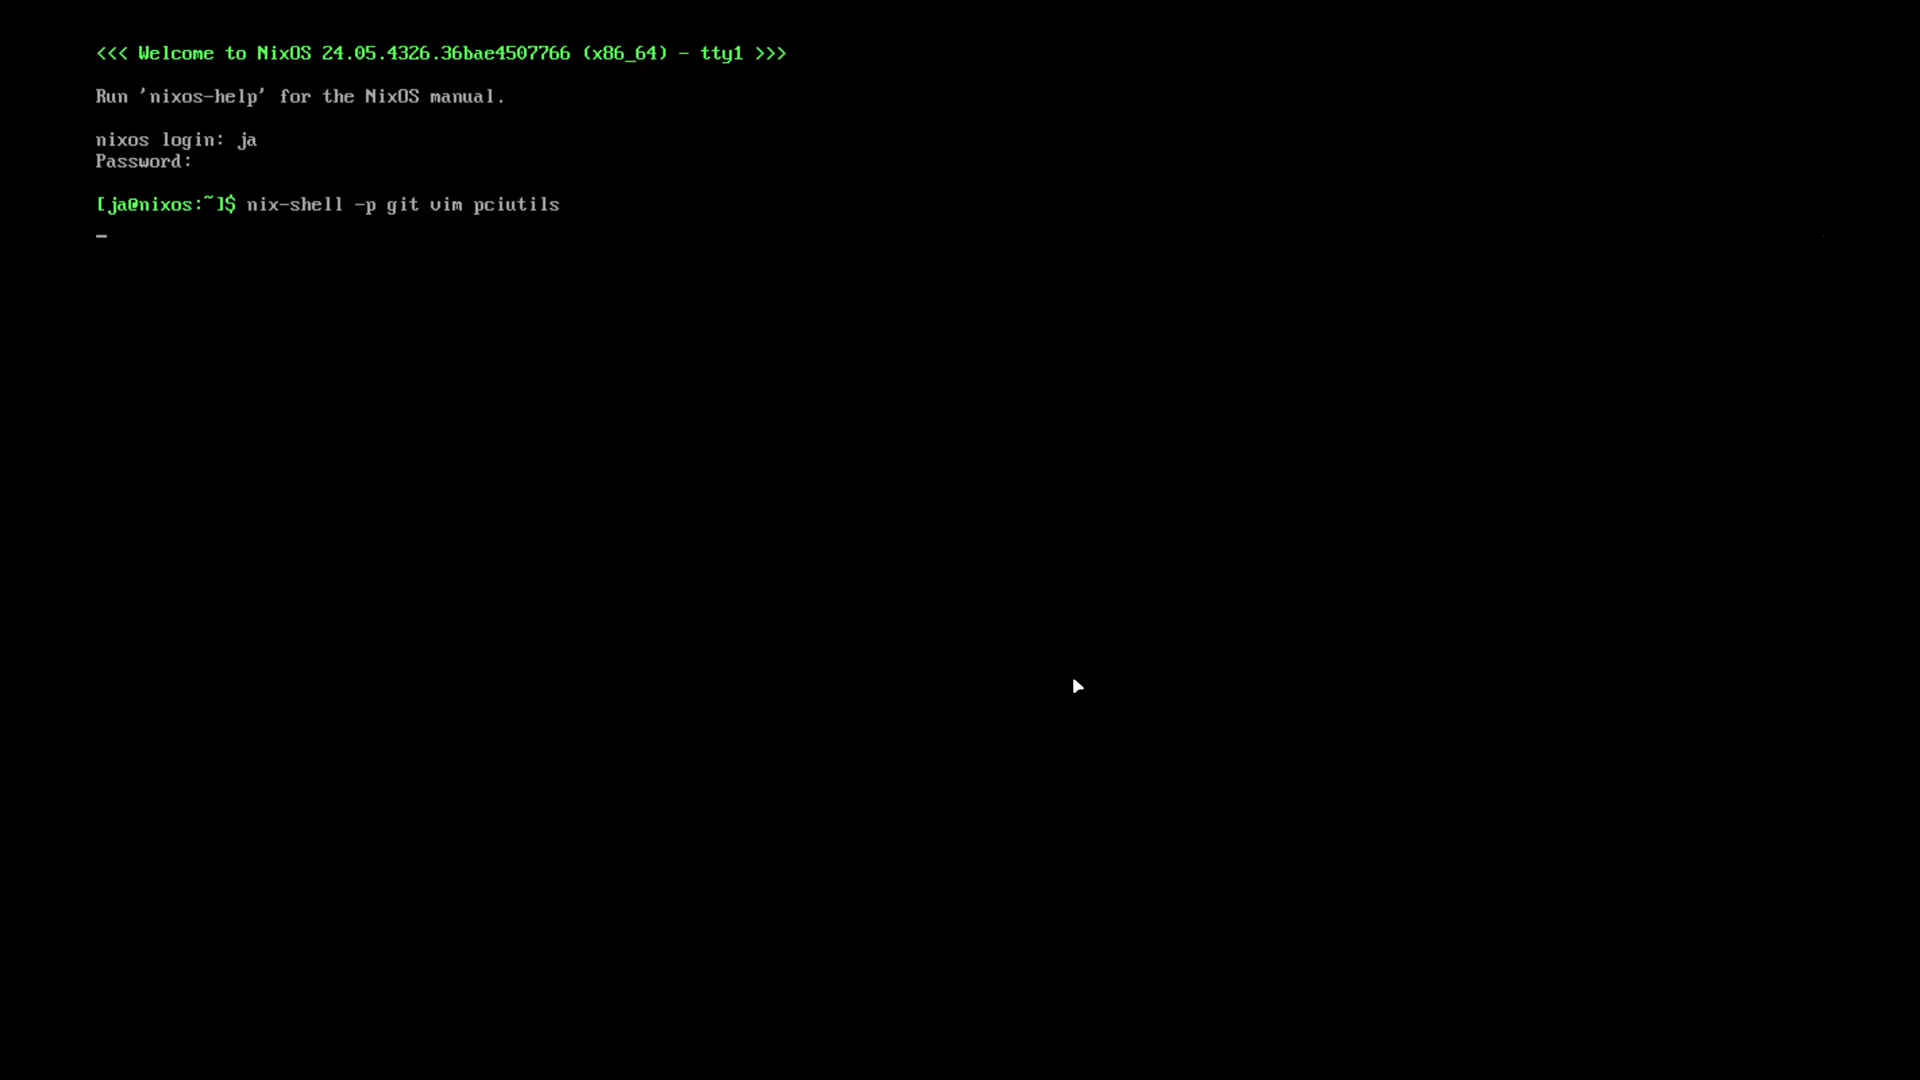 <<< Welcome to NixOS 24.05.4326.36bae4507766 (x86_64) - tty1 >>>
Run 'nixos-help' for the NixOS manual.
nixos login: ja
Password:
[ja@nixos:~]$ nix-shell -p git vim pciutils